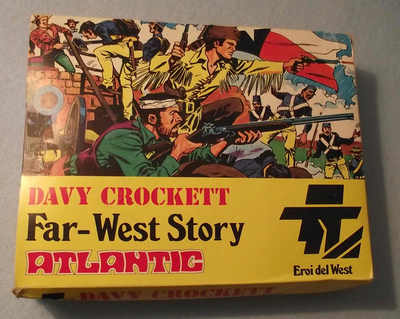 DAVY CROCKETT
Far-West Story
ATLANTIC
Eroi del West
DAVY CROCKETT